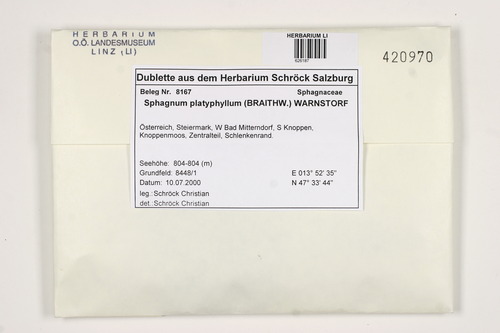 HERBARIUM
O.Ö. LANDESMUSEUM
LINZ (LI)
HERBARIUM LI
420970
Dublette aus dem Herbarium Schröck Salzburg
Beleg Nr. 8167 Sphagnaceae
Sphagnum platyphyllum (BRAITHW.) WARNSTORF
Österreich, Steiermark, W Bad Mitterndorf, S Knoppen,
Knoppenmoos, Zentralteil, Schlenkenrand.
Seehöhe: 804-804 (m)
Grundfeld: 8448/1 E 013° 52' 35"
Datum: 10.07.2000 N 47° 33' 44"
leg.: Schröck Christian
det.: Schröck Christian